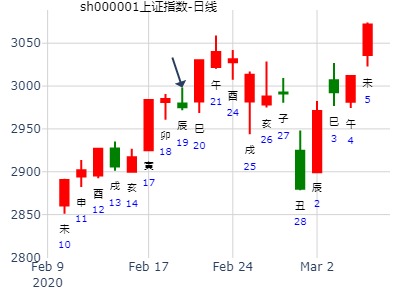 sh000001上证指数-日线
3050
3000
2950
2900
2850
2800
未
10
申
11
酉
12
戌
13
亥
14
寅
17
卯
18
辰
19
巳
20
午
21
酉
24
戌
25
亥
26
子
27
丑
28
辰
2
巳
3
午
4
未
5
Feb 9
2020
Feb 17
Feb 24
Mar 2